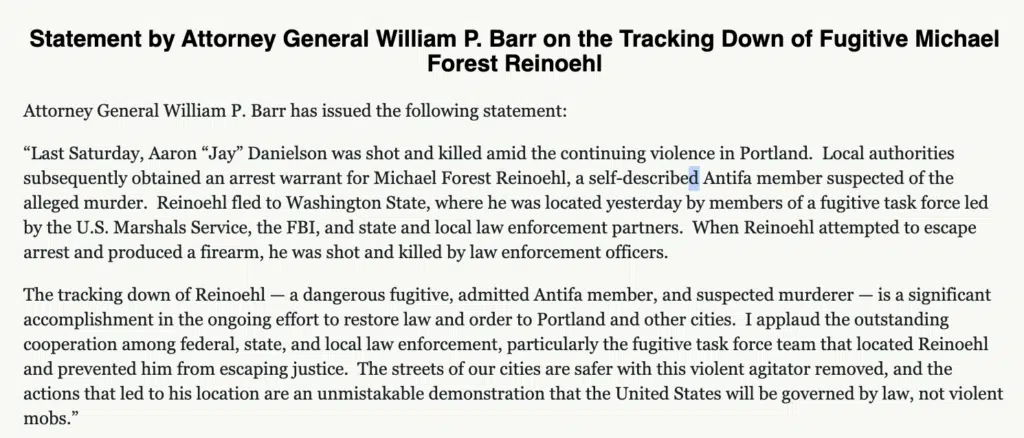 Statement by Attorney General William P. Barr on the Tracking Down of Fugitive Michael
Forest Reinoehl
Attorney General William P. Barr has issued the following statement:
“Last Saturday, Aaron “Jay” Danielson was shot and killed amid the continuing violence in Portland.  Local authorities
subsequently obtained an arrest warrant for Michael Forest Reinoehl, a self-described Antifa member suspected of the
alleged murder.  Reinoehl fled to Washington State, where he was located yesterday by members of a fugitive task force led
by the U.S. Marshals Service, the FBI, and state and local law enforcement partners.  When Reinoehl attempted to escape
arrest and produced a firearm, he was shot and killed by law enforcement officers.
The tracking down of Reinoehl — a dangerous fugitive, admitted Antifa member, and suspected murderer — is a significant
accomplishment in the ongoing effort to restore law and order to Portland and other cities.  I applaud the outstanding
cooperation among federal, state, and local law enforcement, particularly the fugitive task force team that located Reinoehl
and prevented him from escaping justice.  The streets of our cities are safer with this violent agitator removed, and the
actions that led to his location are an unmistakable demonstration that the United States will be governed by law, not violent
mobs.”